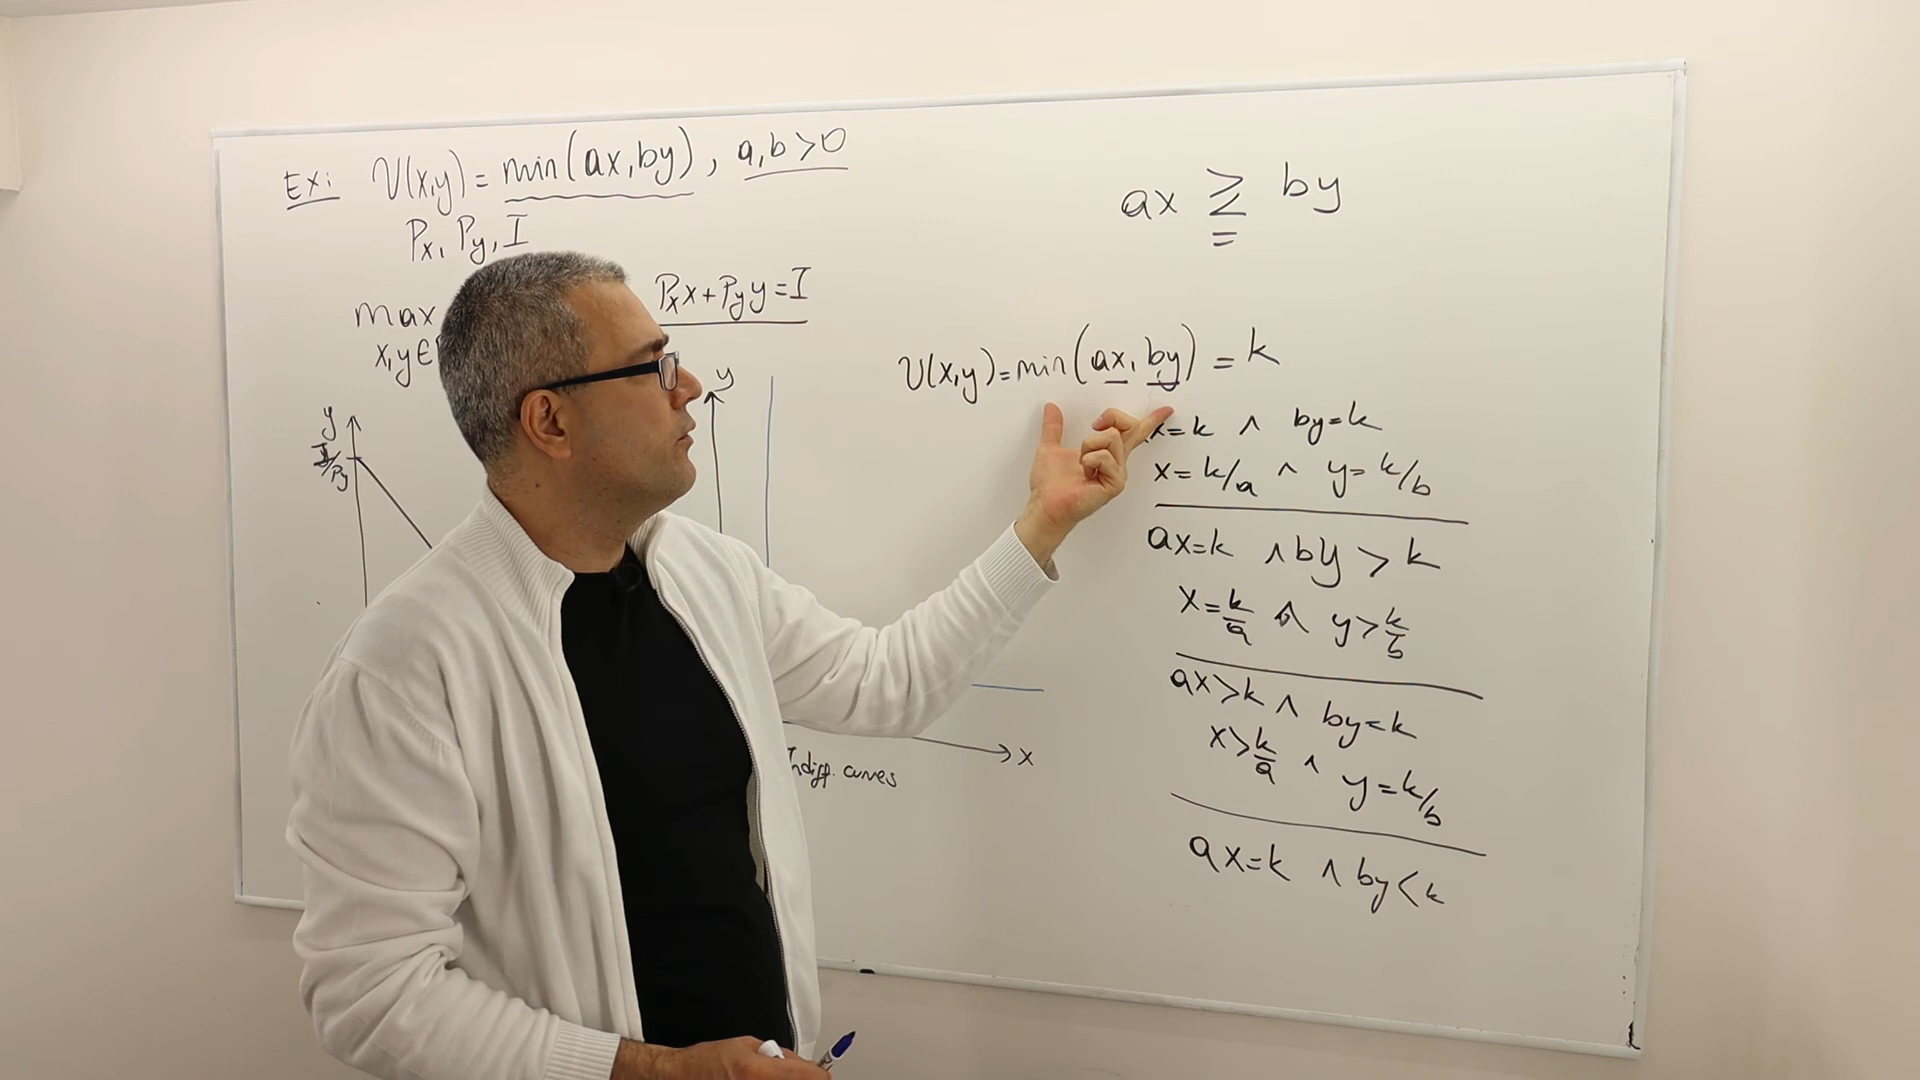 Ex: U(x,y) = min(ax,by), a,b>0
Px, Py, I
max Pxx+Pyy=I
x,y∈
y
I/Py
y
x
Indiff. curves
ax ≧ by
=
U(x,y)=min(ax,by) = k
x=k ∧ by=k
x=k/a ∧ y=k/b
ax=k ∧ by > k
x=k/a ∧ y>k/b
ax>k ∧ by=k
x>k/a ∧ y=k/b
ax=k ∧ by<k